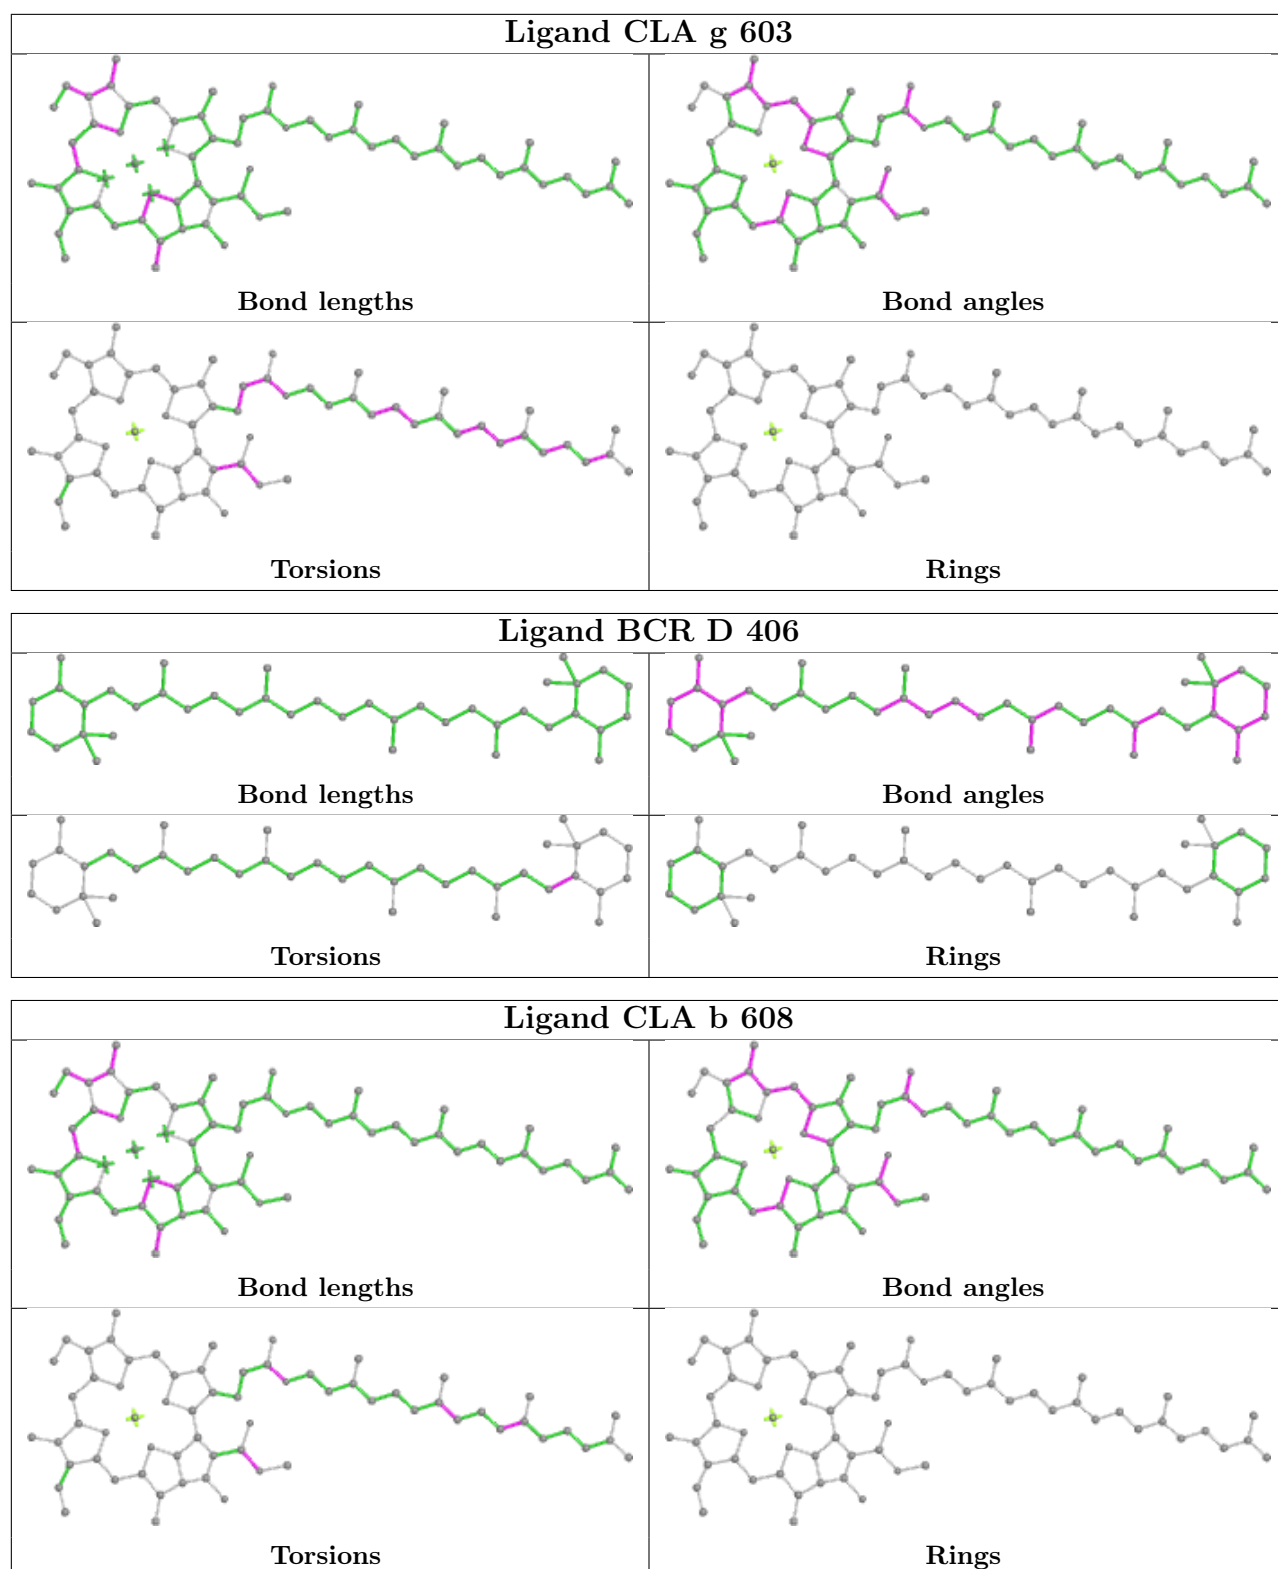 Ligand CLA g 603
Bond lengths
Bond angles
Torsions
Rings
Ligand BCR D 406
Bond lengths
Bond angles
Torsions
Rings
Ligand CLA b 608
Bond lengths
Bond angles
Torsions
Rings